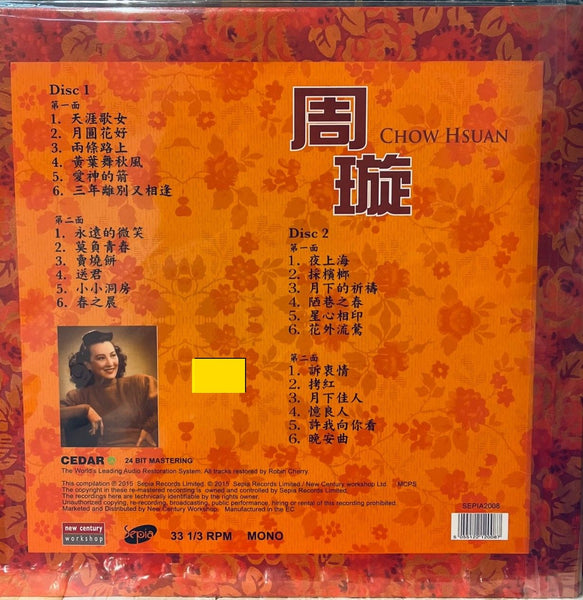 Disc 1
第一面
1. 天涯歌女
2. 月圓花好
3. 兩條路上
4. 黃葉舞秋風
5. 愛神的箭
6. 三年離別又相逢
第二面
1. 永遠的微笑
2. 莫負青春
3. 賣燒餅
4. 送君
5. 小小洞房
6. 春之晨
周
璇
CHOW HSUAN
Disc 2
第一面
1. 夜上海
2. 採檳榔
3. 月下的祈禱
4. 陋巷之春
5. 星心相印
6. 花外流鶯
第二面
1. 訴衷情
2. 拷紅
3. 月下佳人
4. 憶良人
5. 許我向你看
6. 晚安曲
CEDAR 24 BIT MASTERING
The World's Leading Audio Restoration System. All tracks restored by Robin Cherry.
This compilation ℗ 2015 Sepia Records Limited. © 2015 Sepia Records Limited / New Century workshop Ltd. MCPS
The copyright in these re-mastered recording is owned and controlled by Sepia Records Limited.
The recordings here are technically identifiable by the rights owner.
Unauthorized copying, re-recording, broadcasting, public performance, hiring or rental of this recording prohibited.
Marketed and Distributed by New Century Workshop. Manufactured in the EC
new century
workshop
Sepia
33 1/3 RPM MONO
SEPIA2008
5 055122 120087